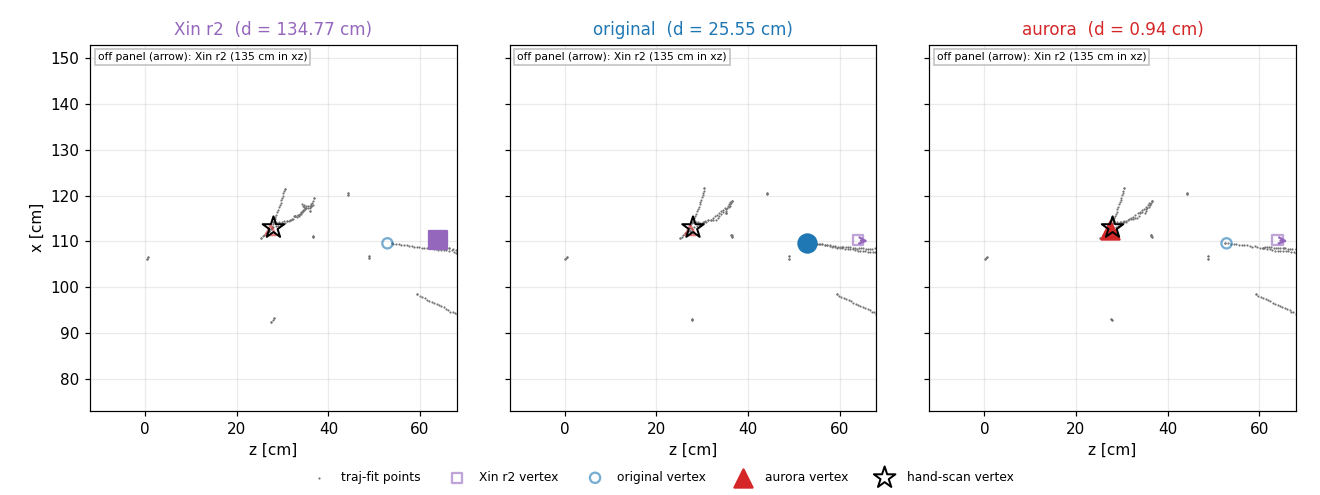 Xin r2  (d = 134.77 cm)
original  (d = 25.55 cm)
aurora  (d = 0.94 cm)
off panel (arrow): Xin r2 (135 cm in xz)
off panel (arrow): Xin r2 (135 cm in xz)
off panel (arrow): Xin r2 (135 cm in xz)
150
140
130
120
110
100
90
80
x [cm]
0 20 40 60
0 20 40 60
0 20 40 60
z [cm]
z [cm]
z [cm]
traj-fit points
Xin r2 vertex
original vertex
aurora vertex
hand-scan vertex